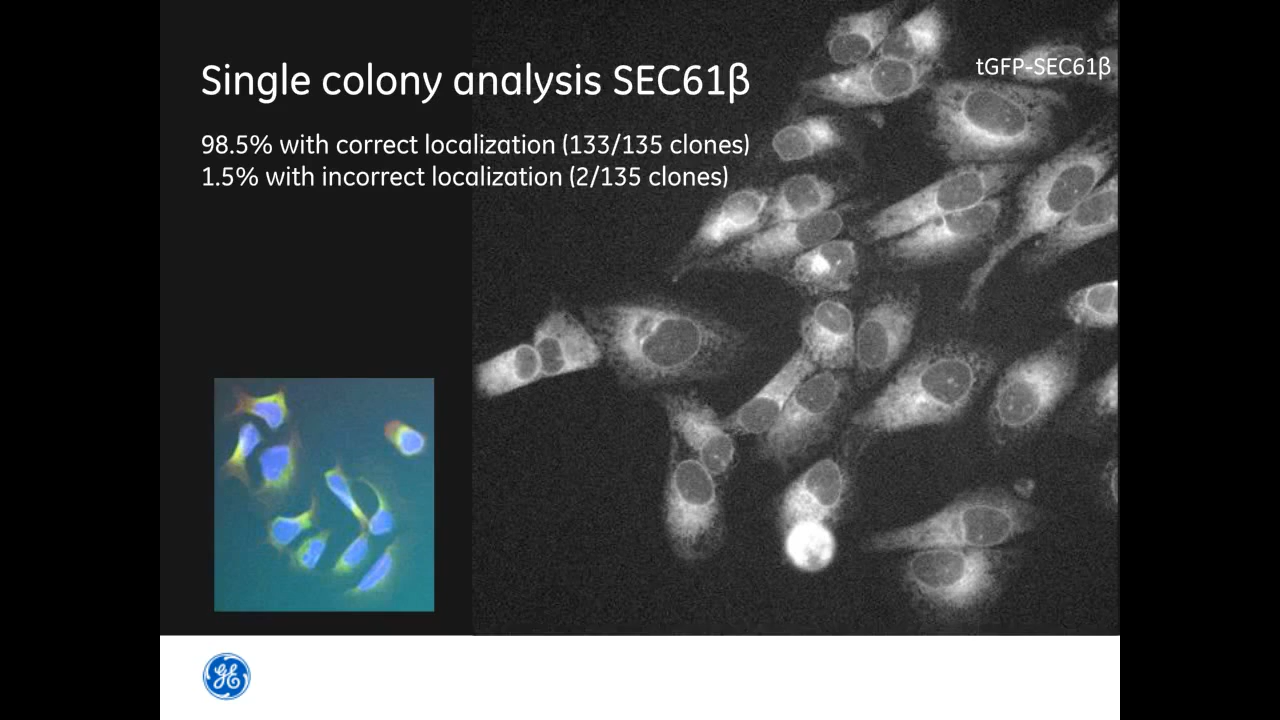 Single colony analysis SEC61β
tGFP-SEC61β
98.5% with correct localization (133/135 clones)
1.5% with incorrect localization (2/135 clones)
GE